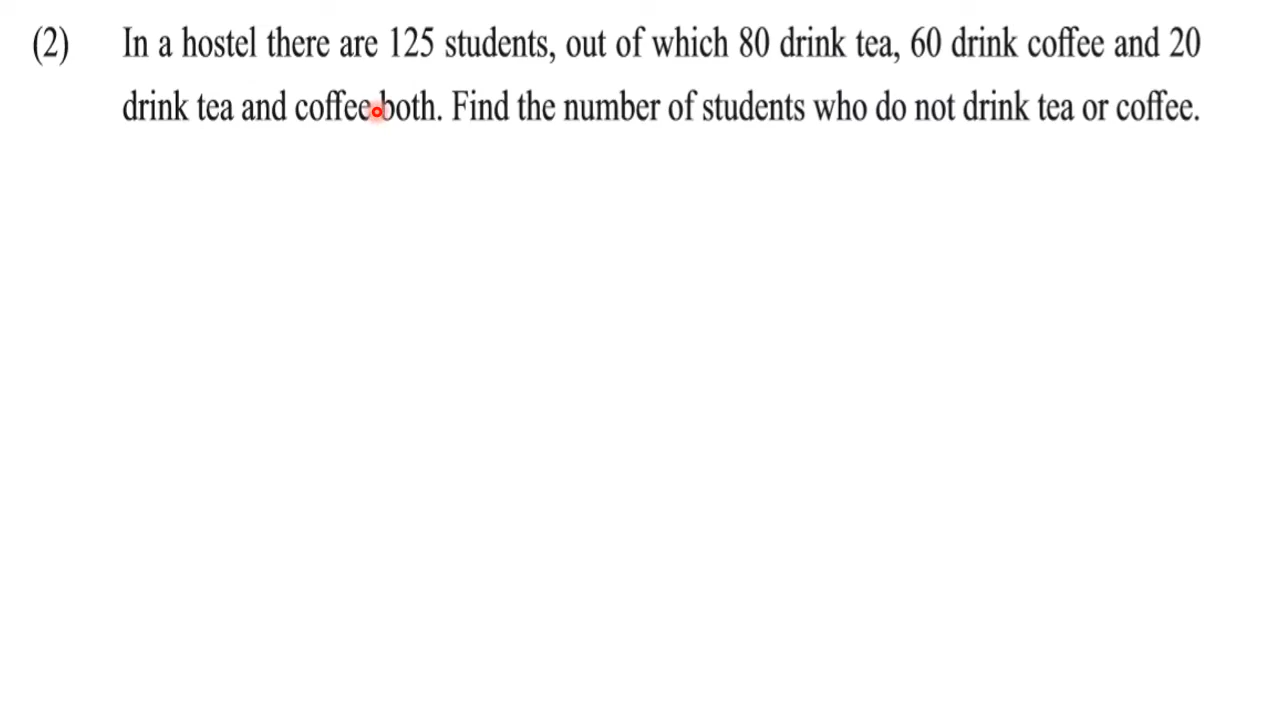 (2) In a hostel there are 125 students, out of which 80 drink tea, 60 drink coffee and 20
drink tea and coffee both. Find the number of students who do not drink tea or coffee.